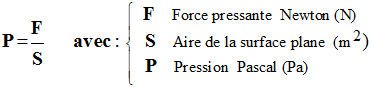 F Force pressante Newton (N)
P = F/S avec : S Aire de la surface plane (m²)
P Pression Pascal (Pa)